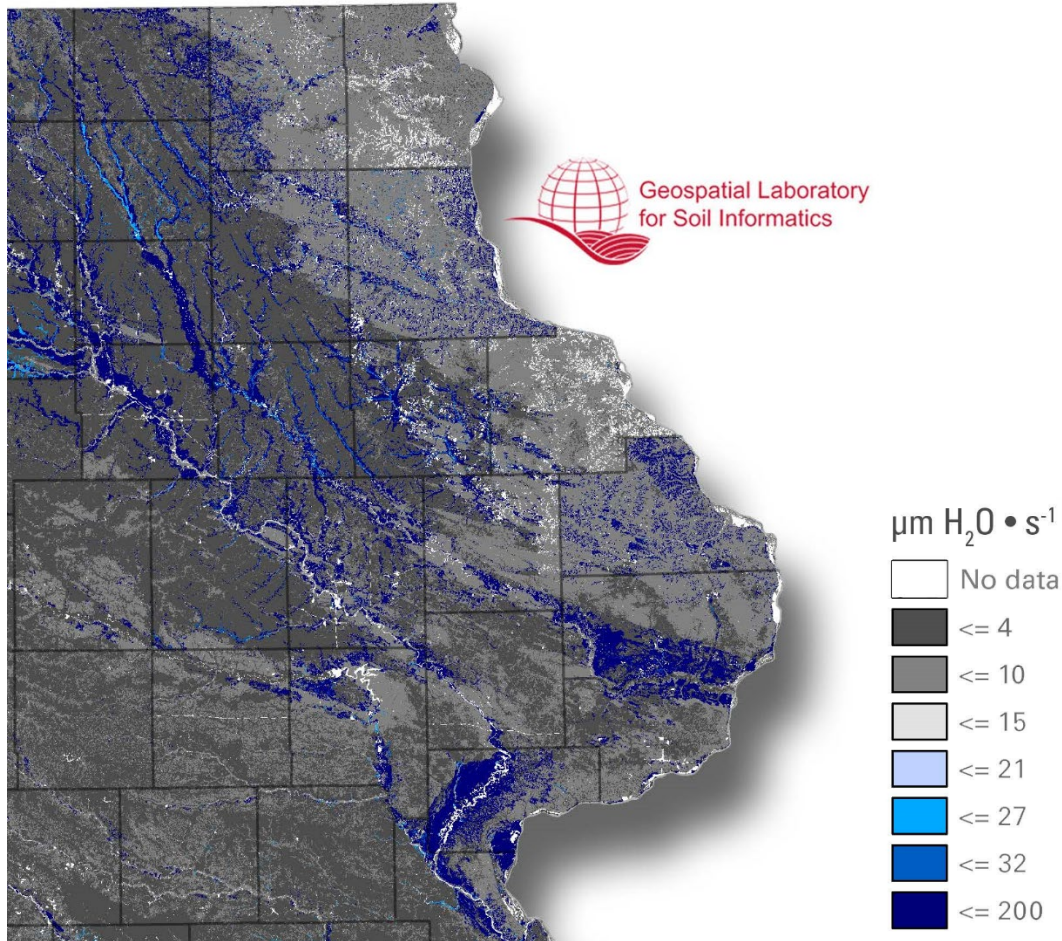 Geospatial Laboratory
for Soil Informatics
μm H₂O • s⁻¹
No data
<= 4
<= 10
<= 15
<= 21
<= 27
<= 32
<= 200